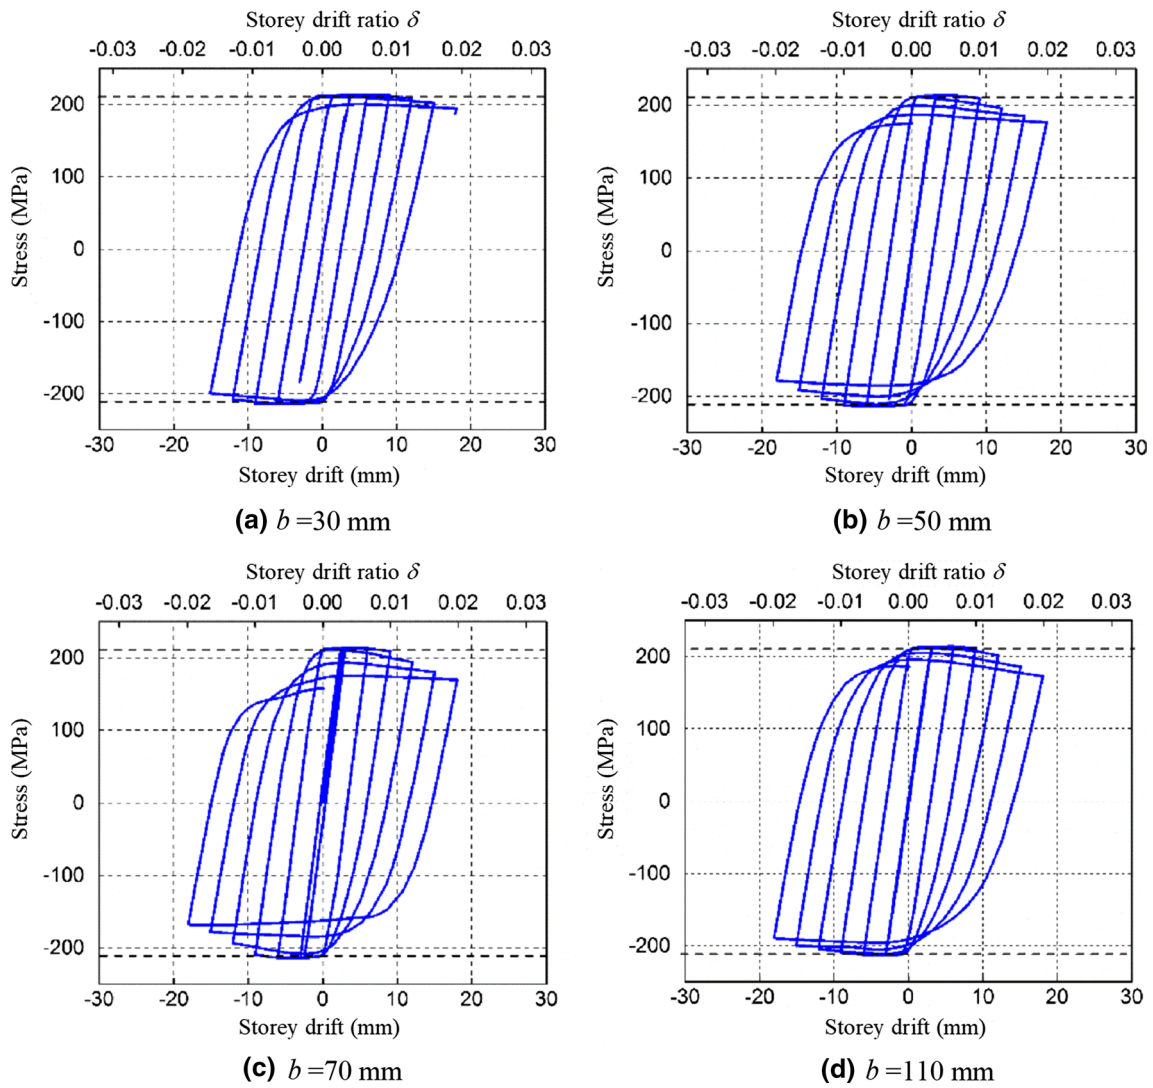 Storey drift ratio δ
-0.03 -0.02 -0.01 0.00 0.01 0.02 0.03
200
100
0
-100
-200
Stress (MPa)
-30 -20 -10 0 10 20 30
Storey drift (mm)
(a) b =30 mm
Storey drift ratio δ
-0.03 -0.02 -0.01 0.00 0.01 0.02 0.03
200
100
0
-100
-200
Stress (MPa)
-30 -20 -10 0 10 20 30
Storey drift (mm)
(b) b =50 mm
Storey drift ratio δ
-0.03 -0.02 -0.01 0.00 0.01 0.02 0.03
200
100
0
-100
-200
Stress (MPa)
-30 -20 -10 0 10 20 30
Storey drift (mm)
(c) b =70 mm
Storey drift ratio δ
-0.03 -0.02 -0.01 0.00 0.01 0.02 0.03
200
100
0
-100
-200
Stress (MPa)
-30 -20 -10 0 10 20 30
Storey drift (mm)
(d) b =110 mm